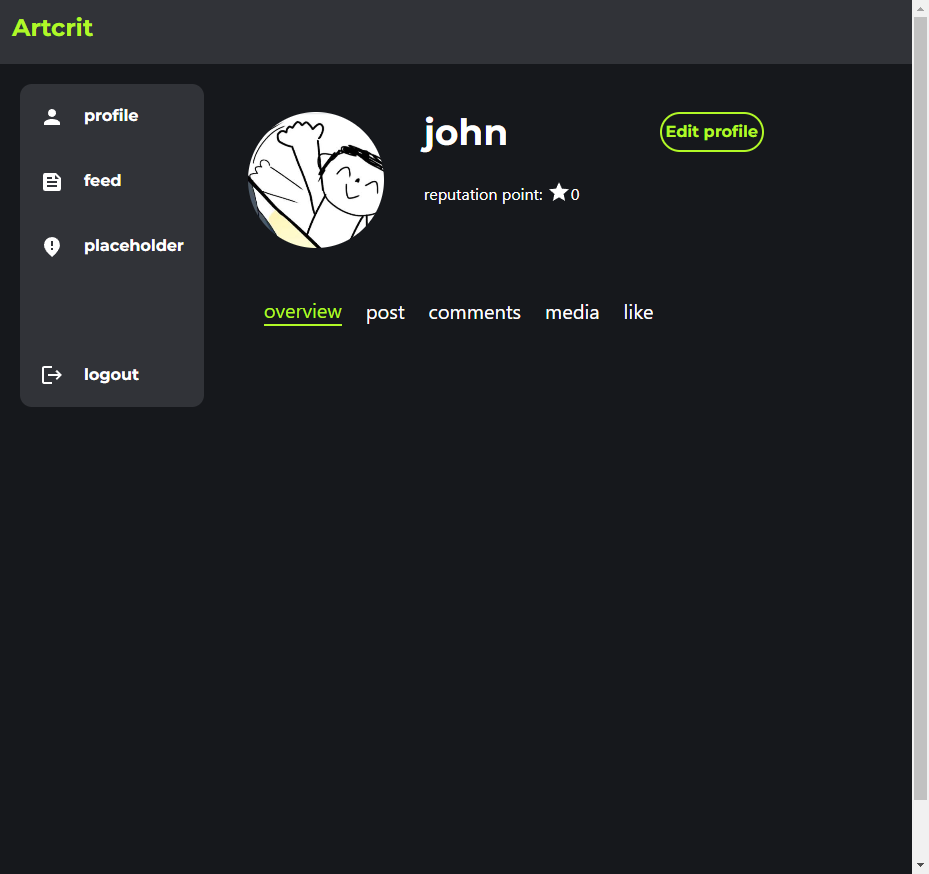 Artcrit
profile
feed
placeholder
logout
john
Edit profile
reputation point: ★0
overview post comments media like